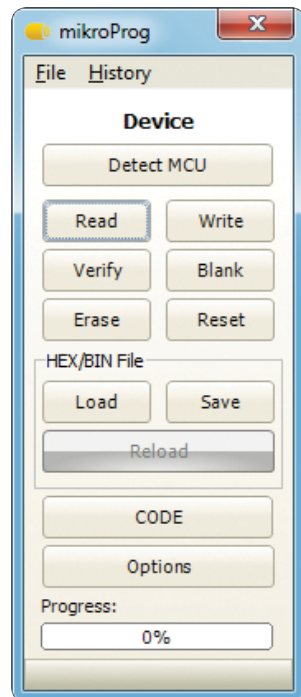 mikroProg
File History
Device
Detect MCU
Read Write
Verify Blank
Erase Reset
HEX/BIN File
Load Save
Reload
CODE
Options
Progress:
0%